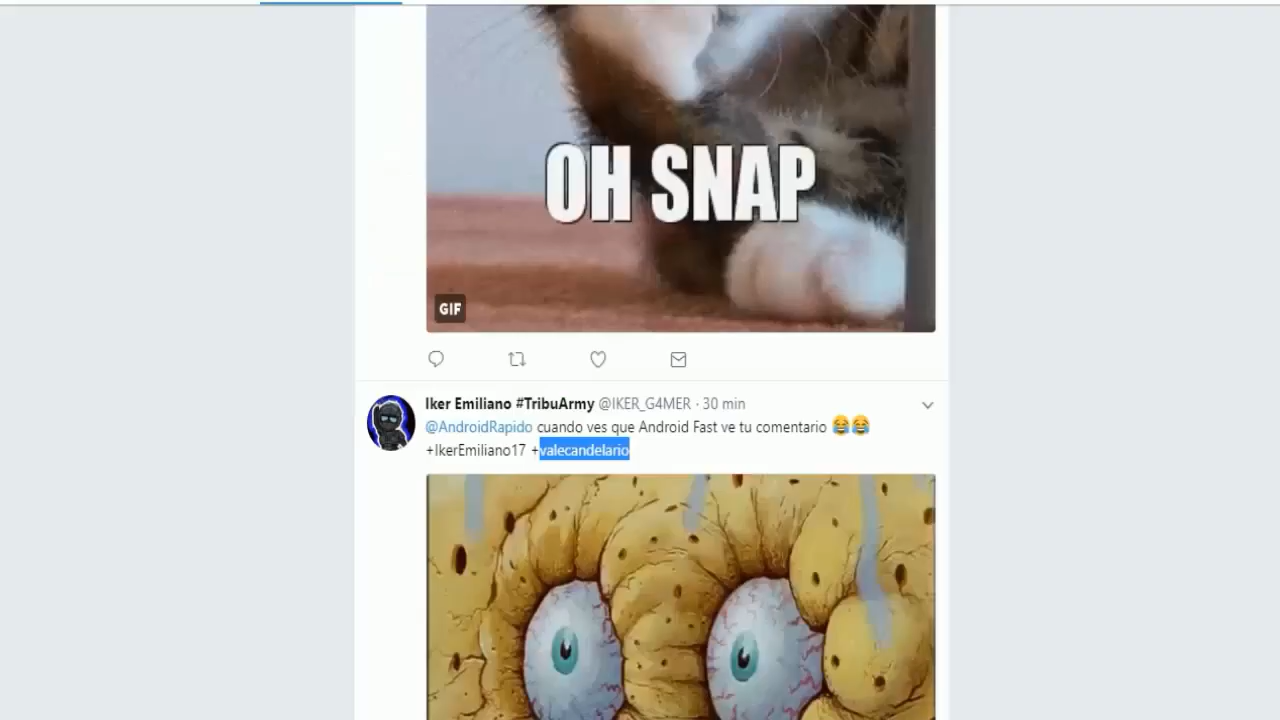 OH SNAP
GIF
Iker Emiliano #TribuArmy @IKER_G4MER · 30 min
@AndroidRapido cuando ves que Android Fast ve tu comentario 😂😂
+IkerEmiliano17 +valecandelario